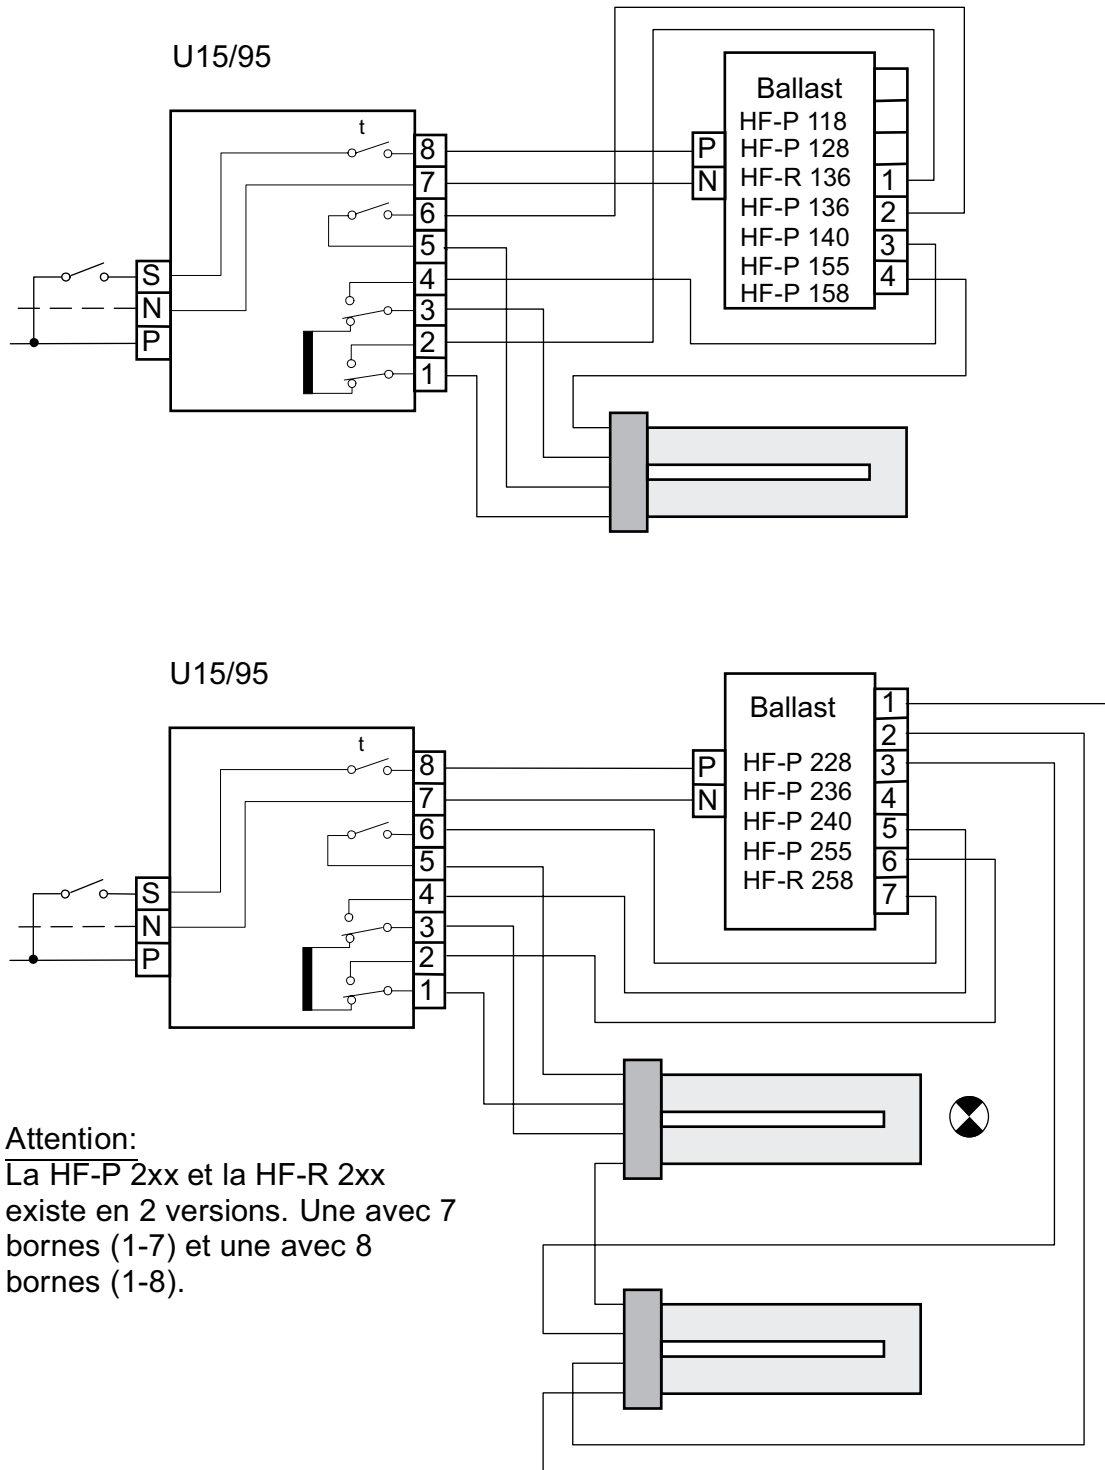 U15/95
Ballast
HF-P 118
HF-P 128
HF-R 136
HF-P 136
HF-P 140
HF-P 155
HF-P 158
P
N
1
2
3
4
t
8
7
6
5
4
3
2
1
S
N
P
U15/95
Ballast
HF-P 228
HF-P 236
HF-P 240
HF-P 255
HF-R 258
P
N
1
2
3
4
5
6
7
t
8
7
6
5
4
3
2
1
S
N
P
Attention:
La HF-P 2xx et la HF-R 2xx
existe en 2 versions. Une avec 7
bornes (1-7) et une avec 8
bornes (1-8).